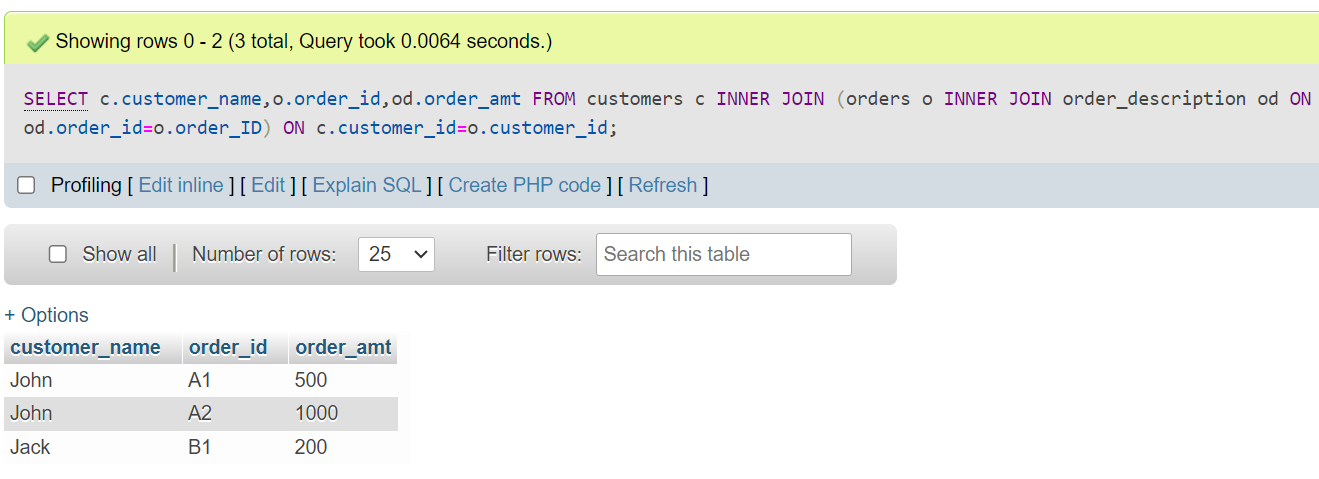 Showing rows 0 - 2 (3 total, Query took 0.0064 seconds.)
SELECT c.customer_name,o.order_id,od.order_amt FROM customers c INNER JOIN (orders o INNER JOIN order_description od ON
od.order_id=o.order_ID) ON c.customer_id=o.customer_id;
Profiling [ Edit inline ] [ Edit ] [ Explain SQL ] [ Create PHP code ] [ Refresh ]
Show all | Number of rows: 25 Filter rows: Search this table
+ Options
customer_name order_id order_amt
John A1 500
John A2 1000
Jack B1 200